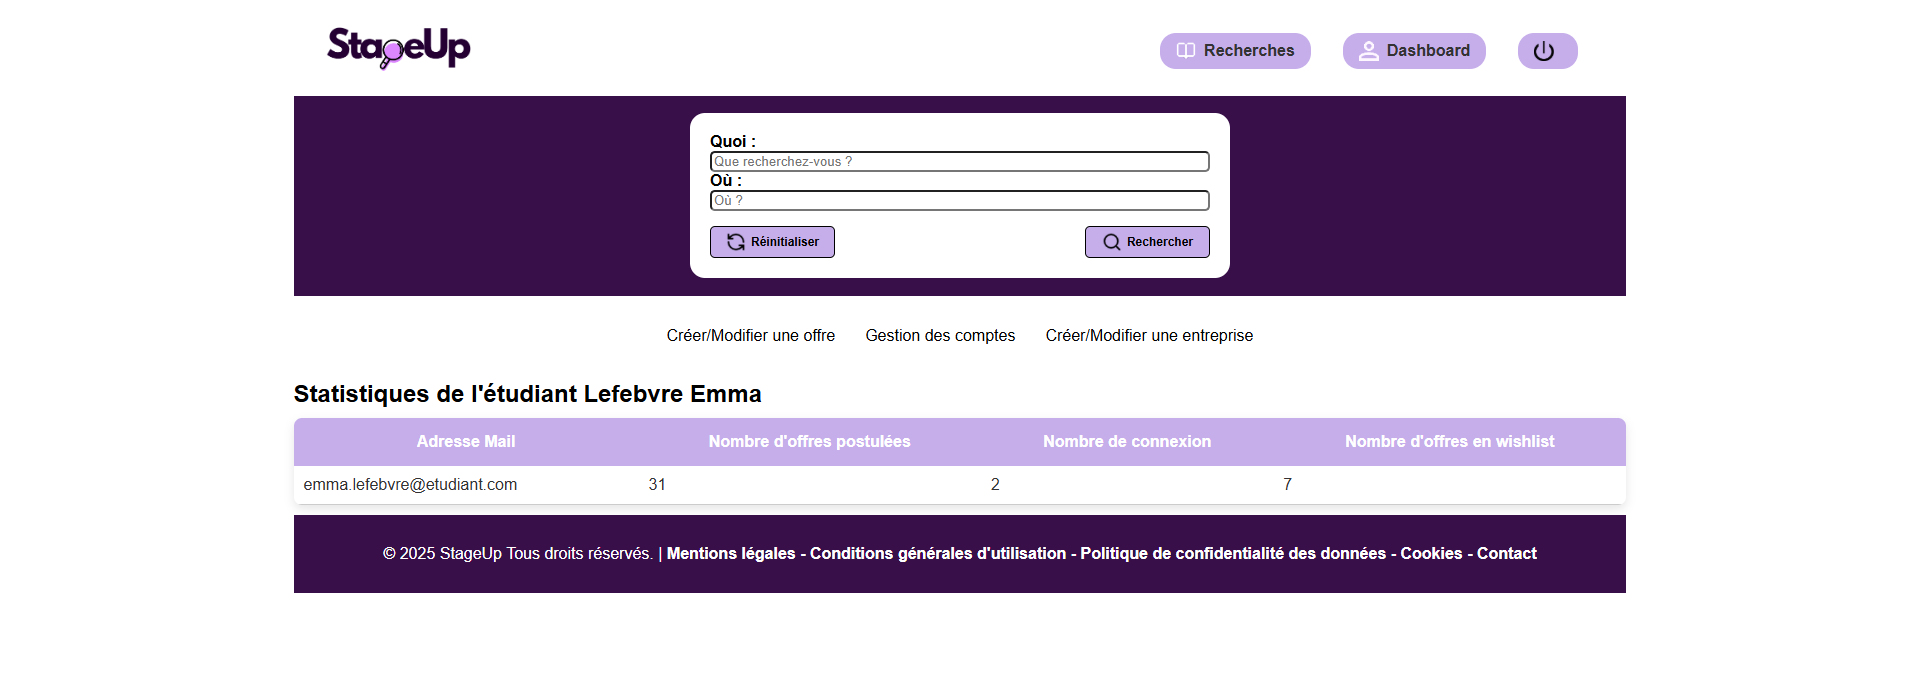 StageUp
Recherches
Dashboard
Quoi :
Que recherchez-vous ?
Où :
Où ?
Réinitialiser
Rechercher
Créer/Modifier une offre Gestion des comptes Créer/Modifier une entreprise
Statistiques de l'étudiant Lefebvre Emma
Adresse Mail Nombre d'offres postulées Nombre de connexion Nombre d'offres en wishlist
emma.lefebvre@etudiant.com 31 2 7
© 2025 StageUp Tous droits réservés. | Mentions légales - Conditions générales d'utilisation - Politique de confidentialité des données - Cookies - Contact